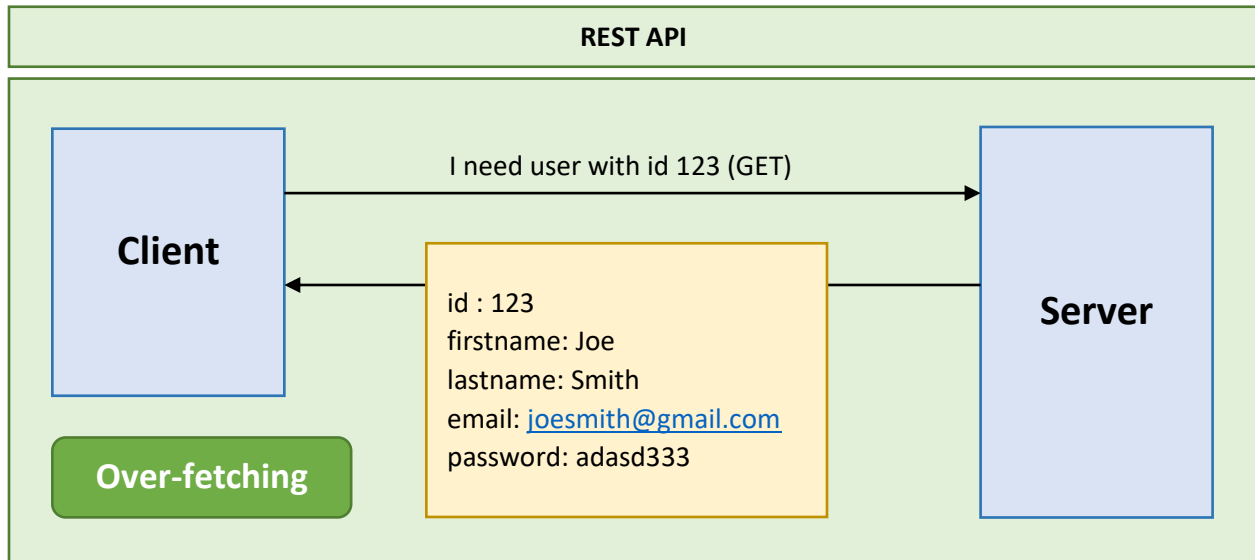 REST API
I need user with id 123 (GET)
Client
id : 123
firstname: Joe
lastname: Smith
email: joesmith@gmail.com
password: adasd333
Server
Over-fetching